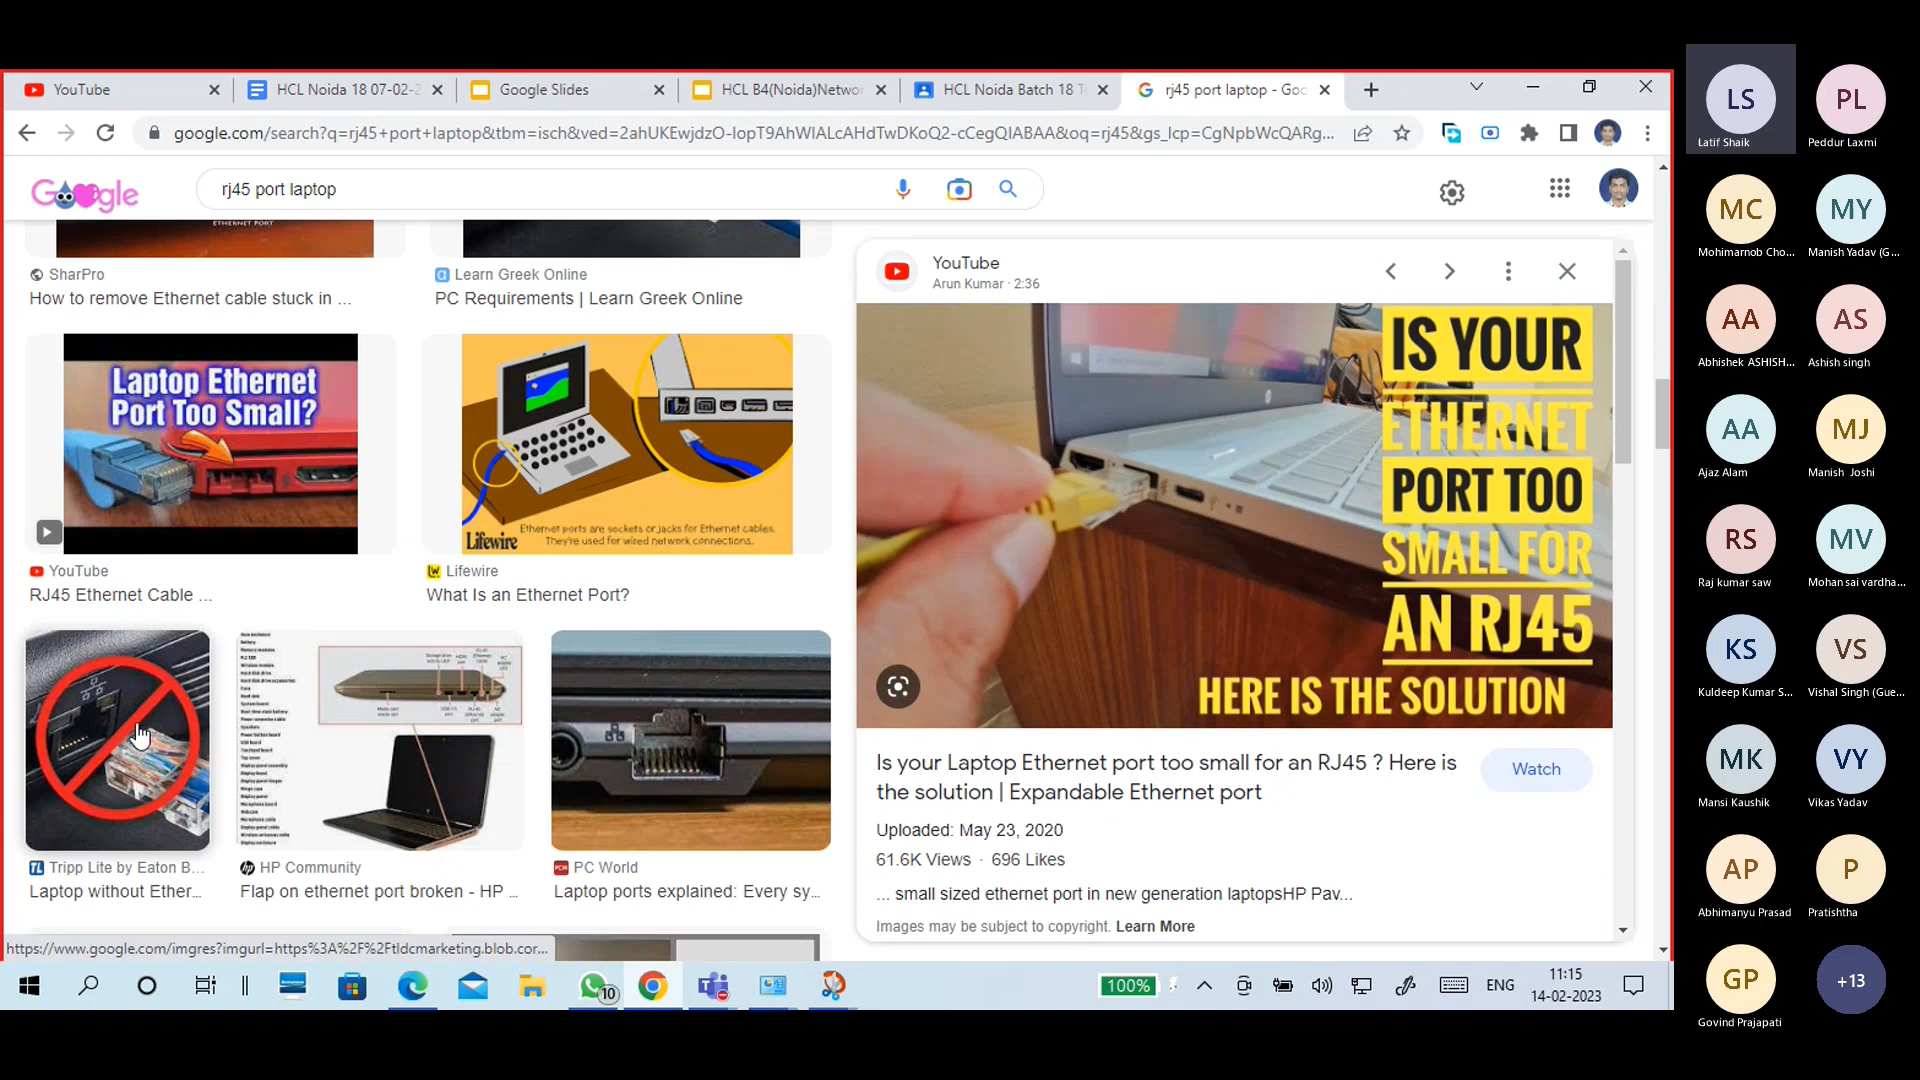 YouTube
HCL Noida 18 07-02-2
Google Slides
HCL B4(Noida)Networ
HCL Noida Batch 18 T
rj45 port laptop - Goo
google.com/search?q=rj45+port+laptop&tbm=isch&ved=2ahUKEwjdzO-IopT9AhWIALcAHdTwDKoQ2-cCegQIABAA&oq=rj45&gs_lcp=CgNpbWcQARg...
Google
rj45 port laptop
ETHERNET PORT
SharPro
How to remove Ethernet cable stuck in ...
Learn Greek Online
PC Requirements | Learn Greek Online
Laptop Ethernet
Port Too Small?
Ethernet ports are sockets or jacks for Ethernet cables.
They're used for wired network connections.
Lifewire
YouTube
RJ45 Ethernet Cable ...
Lifewire
What Is an Ethernet Port?
Tripp Lite by Eaton B...
Laptop without Ether...
HP Community
Flap on ethernet port broken - HP ...
PC World
Laptop ports explained: Every sy...
https://www.google.com/imgres?imgurl=https%3A%2F%2Ftldcmarketing.blob.cor...
YouTube
Arun Kumar · 2:36
IS YOUR
ETHERNET
PORT TOO
SMALL FOR
AN RJ45
HERE IS THE SOLUTION
Is your Laptop Ethernet port too small for an RJ45 ? Here is
the solution | Expandable Ethernet port
Watch
Uploaded: May 23, 2020
61.6K Views · 696 Likes
... small sized ethernet port in new generation laptopsHP Pav...
Images may be subject to copyright. Learn More
10
100%
ENG
11:15
14-02-2023
LS
Latif Shaik
PL
Peddur Laxmi
MC
Mohimarnob Cho...
MY
Manish Yadav (G...
AA
Abhishek ASHISH...
AS
Ashish singh
AA
Ajaz Alam
MJ
Manish Joshi
RS
Raj kumar saw
MV
Mohan sai vardha...
KS
Kuldeep Kumar S...
VS
Vishal Singh (Gue...
MK
Mansi Kaushik
VY
Vikas Yadav
AP
Abhimanyu Prasad
P
Pratishtha
GP
Govind Prajapati
+13